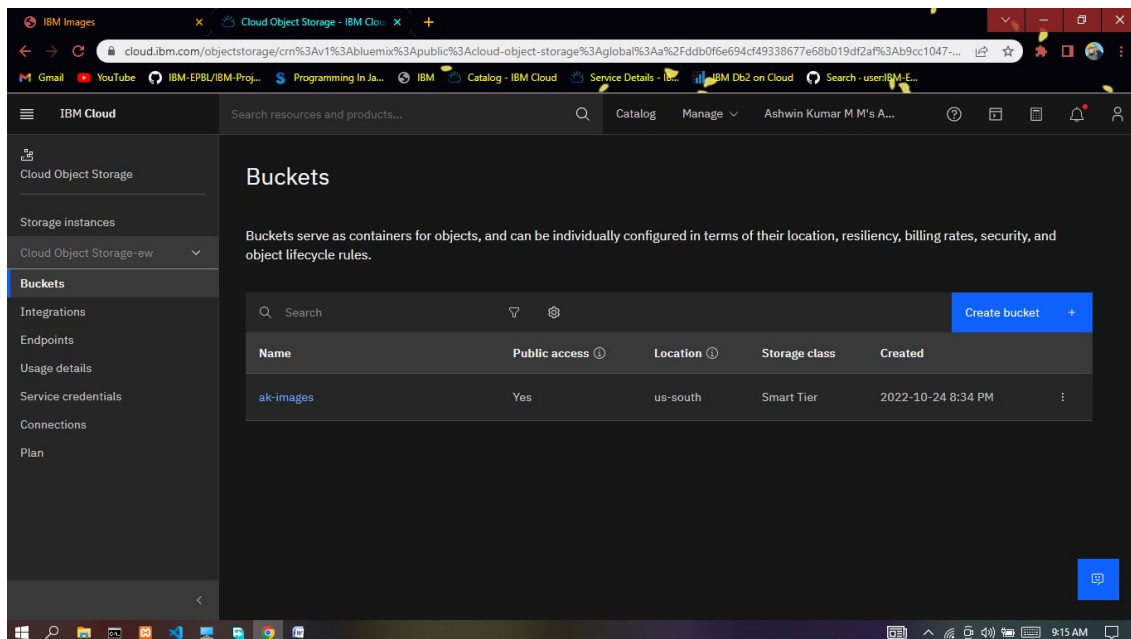 IBM Images
Cloud Object Storage - IBM Clou
cloud.ibm.com/objectstorage/crn%3Av1%3Abluemix%3Apublic%3Acloud-object-storage%3Aglobal%3Aa%2Fddb0f6e694cf49338677e68b019df2af%3Ab9cc1047-...
Gmail YouTube IBM-EPBL/IBM-Proj... Programming In Ja... IBM Catalog - IBM Cloud Service Details - IB... IBM Db2 on Cloud Search · user:IBM-E...
IBM Cloud Search resources and products... Catalog Manage Ashwin Kumar M M's A...
Cloud Object Storage
Storage instances
Cloud Object Storage-ew
Buckets
Integrations
Endpoints
Usage details
Service credentials
Connections
Plan
Buckets
Buckets serve as containers for objects, and can be individually configured in terms of their location, resiliency, billing rates, security, and
object lifecycle rules.
Search Create bucket +
Name Public access Location Storage class Created
ak-images Yes us-south Smart Tier 2022-10-24 8:34 PM
9:15 AM